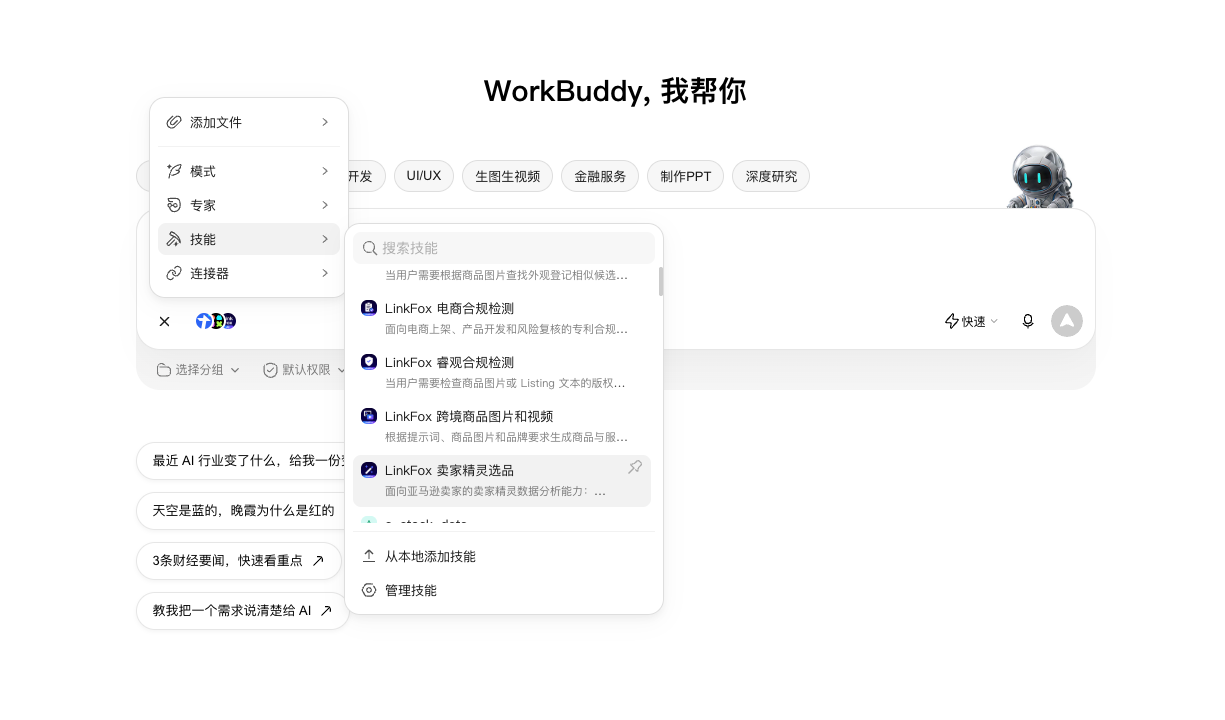 WorkBuddy, 我帮你
添加文件
模式
专家
技能
连接器
开发
UI/UX
生图生视频
金融服务
制作PPT
深度研究
搜索技能
当用户需要根据商品图片查找外观登记相似候选...
LinkFox 电商合规检测
面向电商上架、产品开发和风险复核的专利合规...
LinkFox 睿观合规检测
当用户需要检查商品图片或 Listing 文本的版权...
LinkFox 跨境商品图片和视频
根据提示词、商品图片和品牌要求生成商品与服...
LinkFox 卖家精灵选品
面向亚马逊卖家的卖家精灵数据分析能力：...
从本地添加技能
管理技能
快速
选择分组
默认权限
最近 AI 行业变了什么，给我一份
天空是蓝的，晚霞为什么是红的
3条财经要闻，快速看重点
教我把一个需求说清楚给 AI